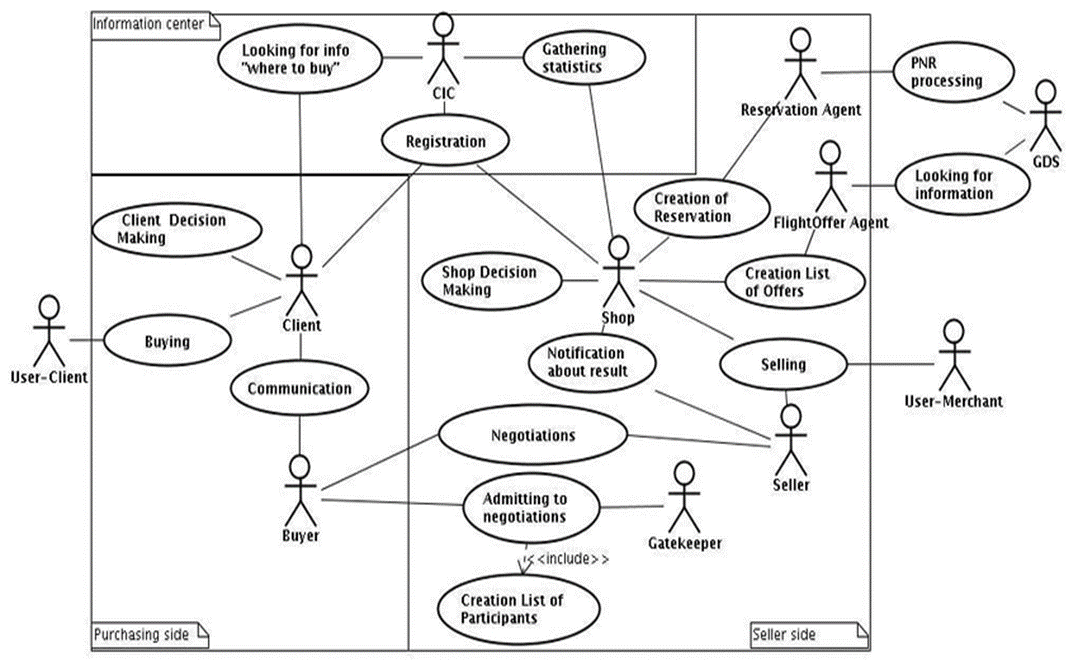 Information center
Looking for info
"where to buy"
CIC
Gathering
statistics
Registration
Reservation Agent
PNR
processing
GDS
Looking for
information
FlightOffer Agent
Creation of
Reservation
Client Decision
Making
Client
Shop Decision
Making
Shop
Creation List
of Offers
User-Client
Buying
Communication
Notification
about result
Selling
User-Merchant
Negotiations
Seller
Buyer
Admitting to
negotiations
Gatekeeper
<<include>>
Creation List of
Participants
Purchasing side
Seller side